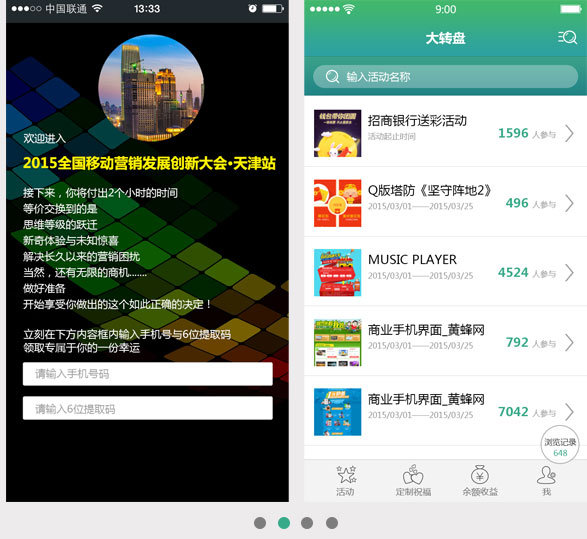 中国联通
13:33
欢迎进入
2015全国移动营销发展创新大会·天津站
接下来，你将付出2个小时的时间
等价交换到的是
思维等级的跃迁
新奇体验与未知惊喜
解决长久以来的营销困扰
当然，还有无限的商机.......
做好准备
开始享受你做出的这个如此正确的决定！
立刻在下方内容框内输入手机号与6位提取码
领取专属于你的一份幸运
请输入手机号码
请输入6位提取码
9:00
大转盘
输入活动名称
招商银行送彩活动
活动起止时间
1596 人参与
Q版塔防《坚守阵地2》
2015/03/01——2015/03/25
496 人参与
MUSIC PLAYER
2015/03/01——2015/03/25
4524 人参与
商业手机界面_黄蜂网
2015/03/01——2015/03/25
792 人参与
商业手机界面_黄蜂网
2015/03/01——2015/03/25
7042 人参与
浏览记录
648
活动
定制祝福
余额收益
我